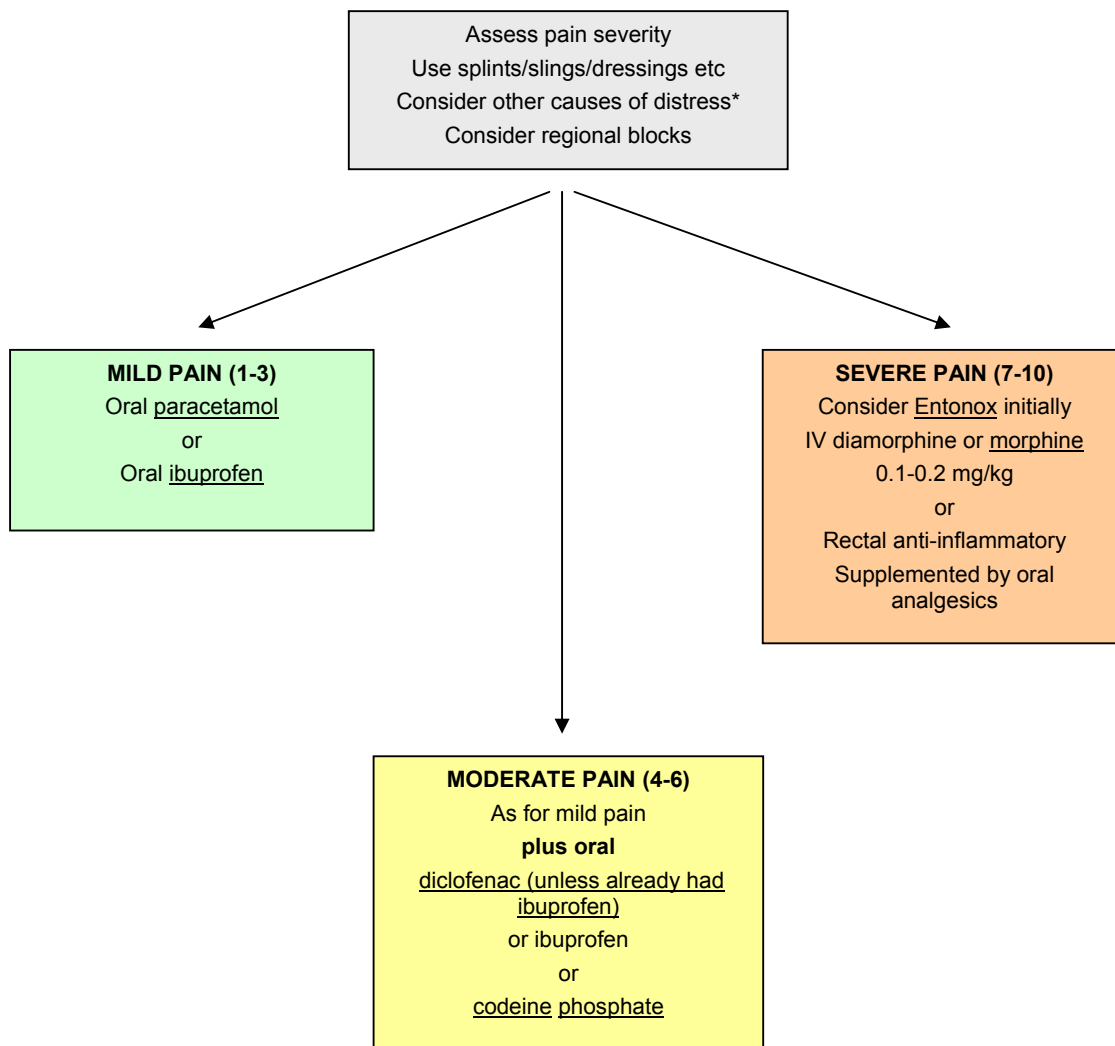 Assess pain severity
Use splints/slings/dressings etc
Consider other causes of distress*
Consider regional blocks
MILD PAIN (1-3)
Oral paracetamol
or
Oral ibuprofen
SEVERE PAIN (7-10)
Consider Entonox initially
IV diamorphine or morphine
0.1-0.2 mg/kg
or
Rectal anti-inflammatory
Supplemented by oral
analgesics
MODERATE PAIN (4-6)
As for mild pain
plus oral
diclofenac (unless already had
ibuprofen)
or ibuprofen
or
codeine phosphate